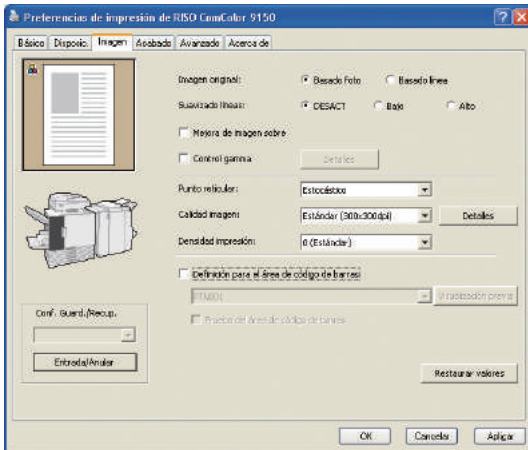 Preferencias de impresión de RISO ComColor 9150
Básico Disposic. Imagen Acabado Avanzado Acerca de
Imagen original: Basado foto Basado línea
Suavizado líneas: DESACT Bajo Alto
Mejora de imagen sobre
Control gamma Detalles
Punto reticular: Estocástico
Calidad imagen: Estándar (300x300dpi) Detalles
Densidad impresión: 0 (Estándar)
Definición para el área de código de barras
Visualización previa
Prueba de área de código de barras
Conf. Guard./Recup.
Entrada/Anular
Restaurar valores
OK Cancelar Aplicar